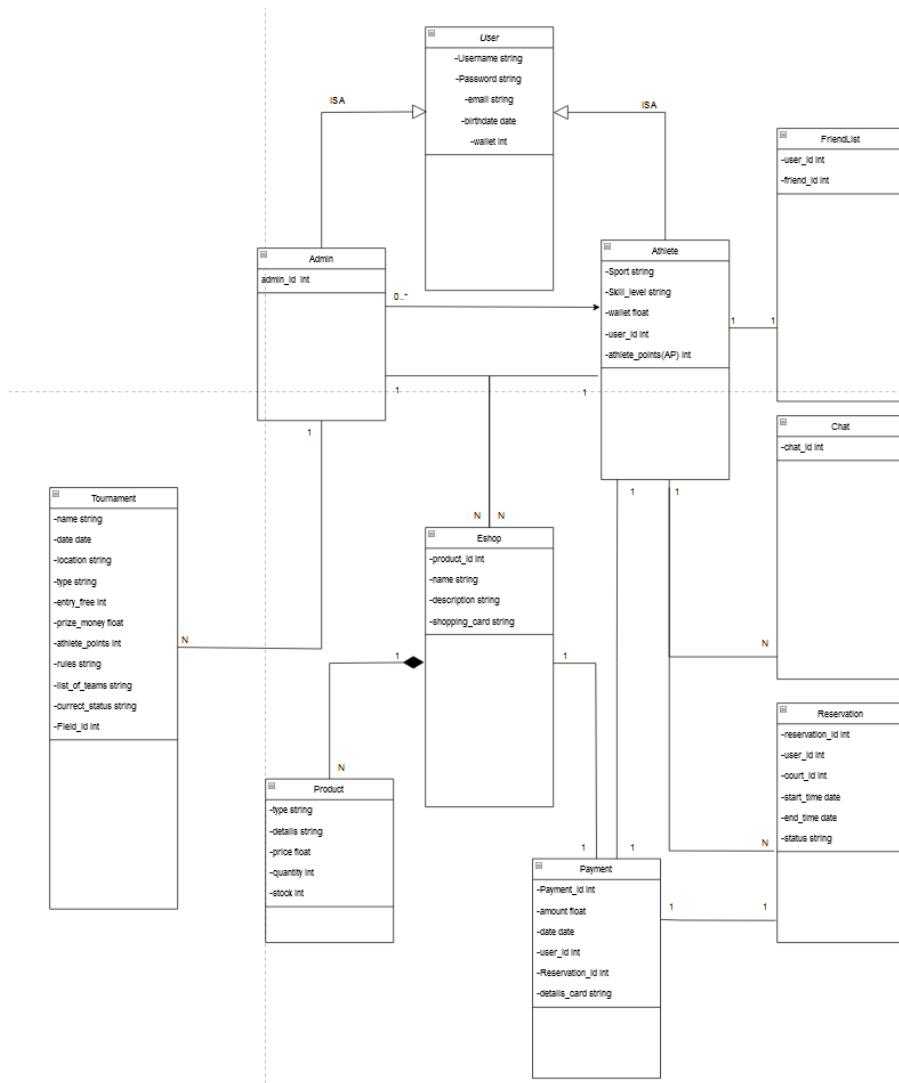 User
-Username string
-Password string
-email string
-birthdate date
-wallet int
ISA
ISA
FriendList
-user_id int
-friend_id int
Admin
admin_id int
Athlete
-Sport string
-Skill_level string
-wallet float
-user_id int
-athlete_points(AP) int
0..*
1
1
1
1
1
1
1
Chat
-chat_id int
Tournament
-name string
-date date
-location string
-type string
-entry_free int
-prize_money float
-athlete_points int
-rules string
-list_of_teams string
-currect_status string
-Field_id int
N
N
N
Eshop
-product_id int
-name string
-description string
-shopping_card string
N
1
1
N
Product
-type string
-details string
-price float
-quantity int
-stock int
Reservation
-reservation_id int
-user_id int
-court_id int
-start_time date
-end_time date
-status string
N
1
1
Payment
-Payment_id int
-amount float
-date date
-user_id int
-Reservation_id int
-details_card string
1
1